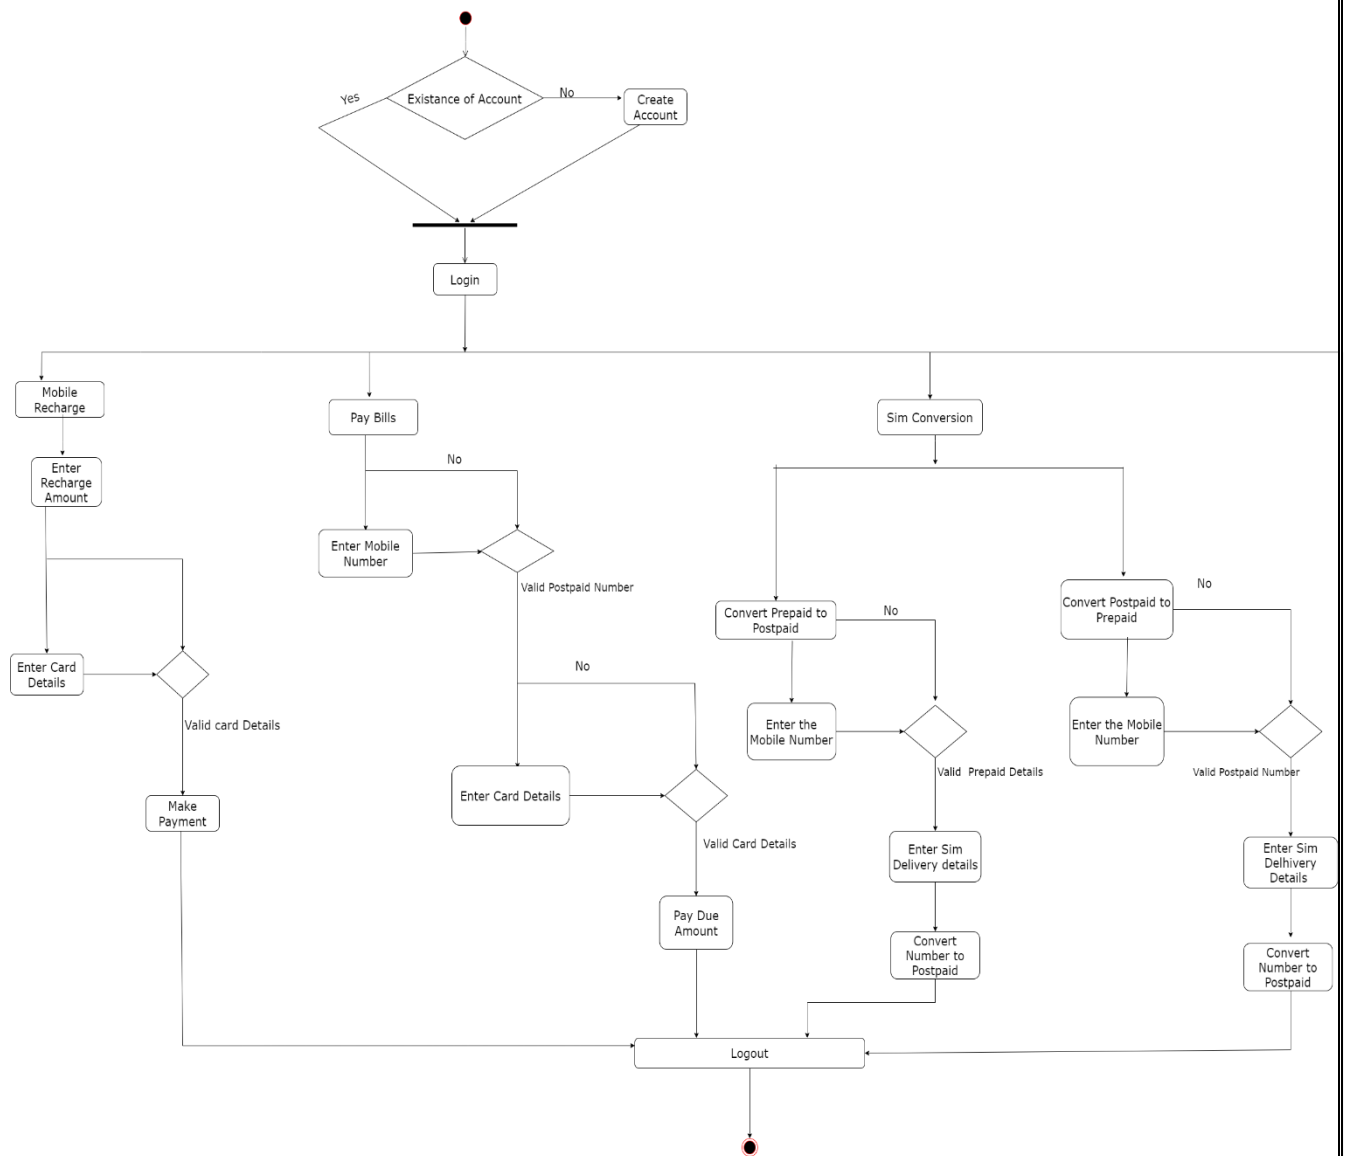 Yes
Existance of Account
No
Create
Account
Login
Mobile
Recharge
Enter
Recharge
Amount
Enter Card
Details
Valid card Details
Make
Payment
Pay Bills
No
Enter Mobile
Number
Valid Postpaid Number
No
Enter Card Details
Valid Card Details
Pay Due
Amount
Sim Conversion
Convert Prepaid to
Postpaid
No
Enter the
Mobile Number
Valid Prepaid Details
Enter Sim
Delivery details
Convert
Number to
Postpaid
Convert Postpaid to
Prepaid
No
Enter the Mobile
Number
Valid Postpaid Number
Enter Sim
Delhivery
Details
Convert
Number to
Postpaid
Logout